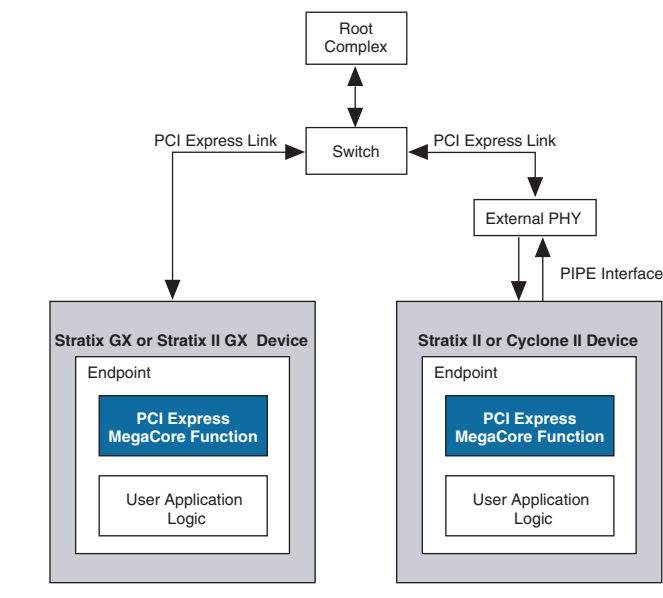 Root
Complex
PCI Express Link
Switch
PCI Express Link
External PHY
PIPE Interface
Stratix GX or Stratix II GX Device
Endpoint
PCI Express
MegaCore Function
User Application
Logic
Stratix II or Cyclone II Device
Endpoint
PCI Express
MegaCore Function
User Application
Logic